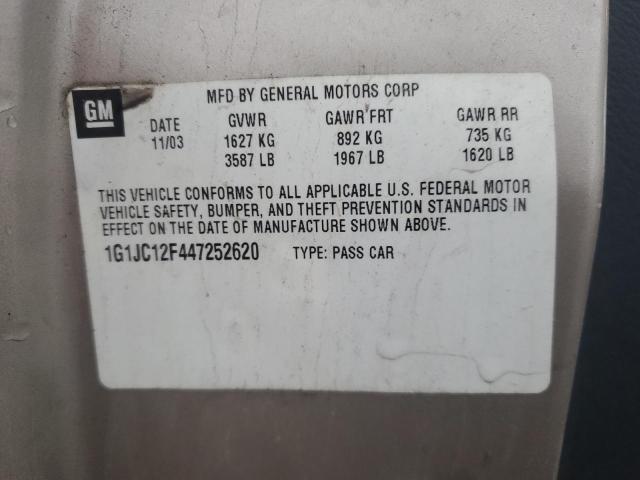 GM
MFD BY GENERAL MOTORS CORP
DATE GVWR GAWR FRT GAWR RR
11/03 1627 KG 892 KG 735 KG
3587 LB 1967 LB 1620 LB
THIS VEHICLE CONFORMS TO ALL APPLICABLE U.S. FEDERAL MOTOR
VEHICLE SAFETY, BUMPER, AND THEFT PREVENTION STANDARDS IN
EFFECT ON THE DATE OF MANUFACTURE SHOWN ABOVE.
1G1JC12F447252620 TYPE: PASS CAR